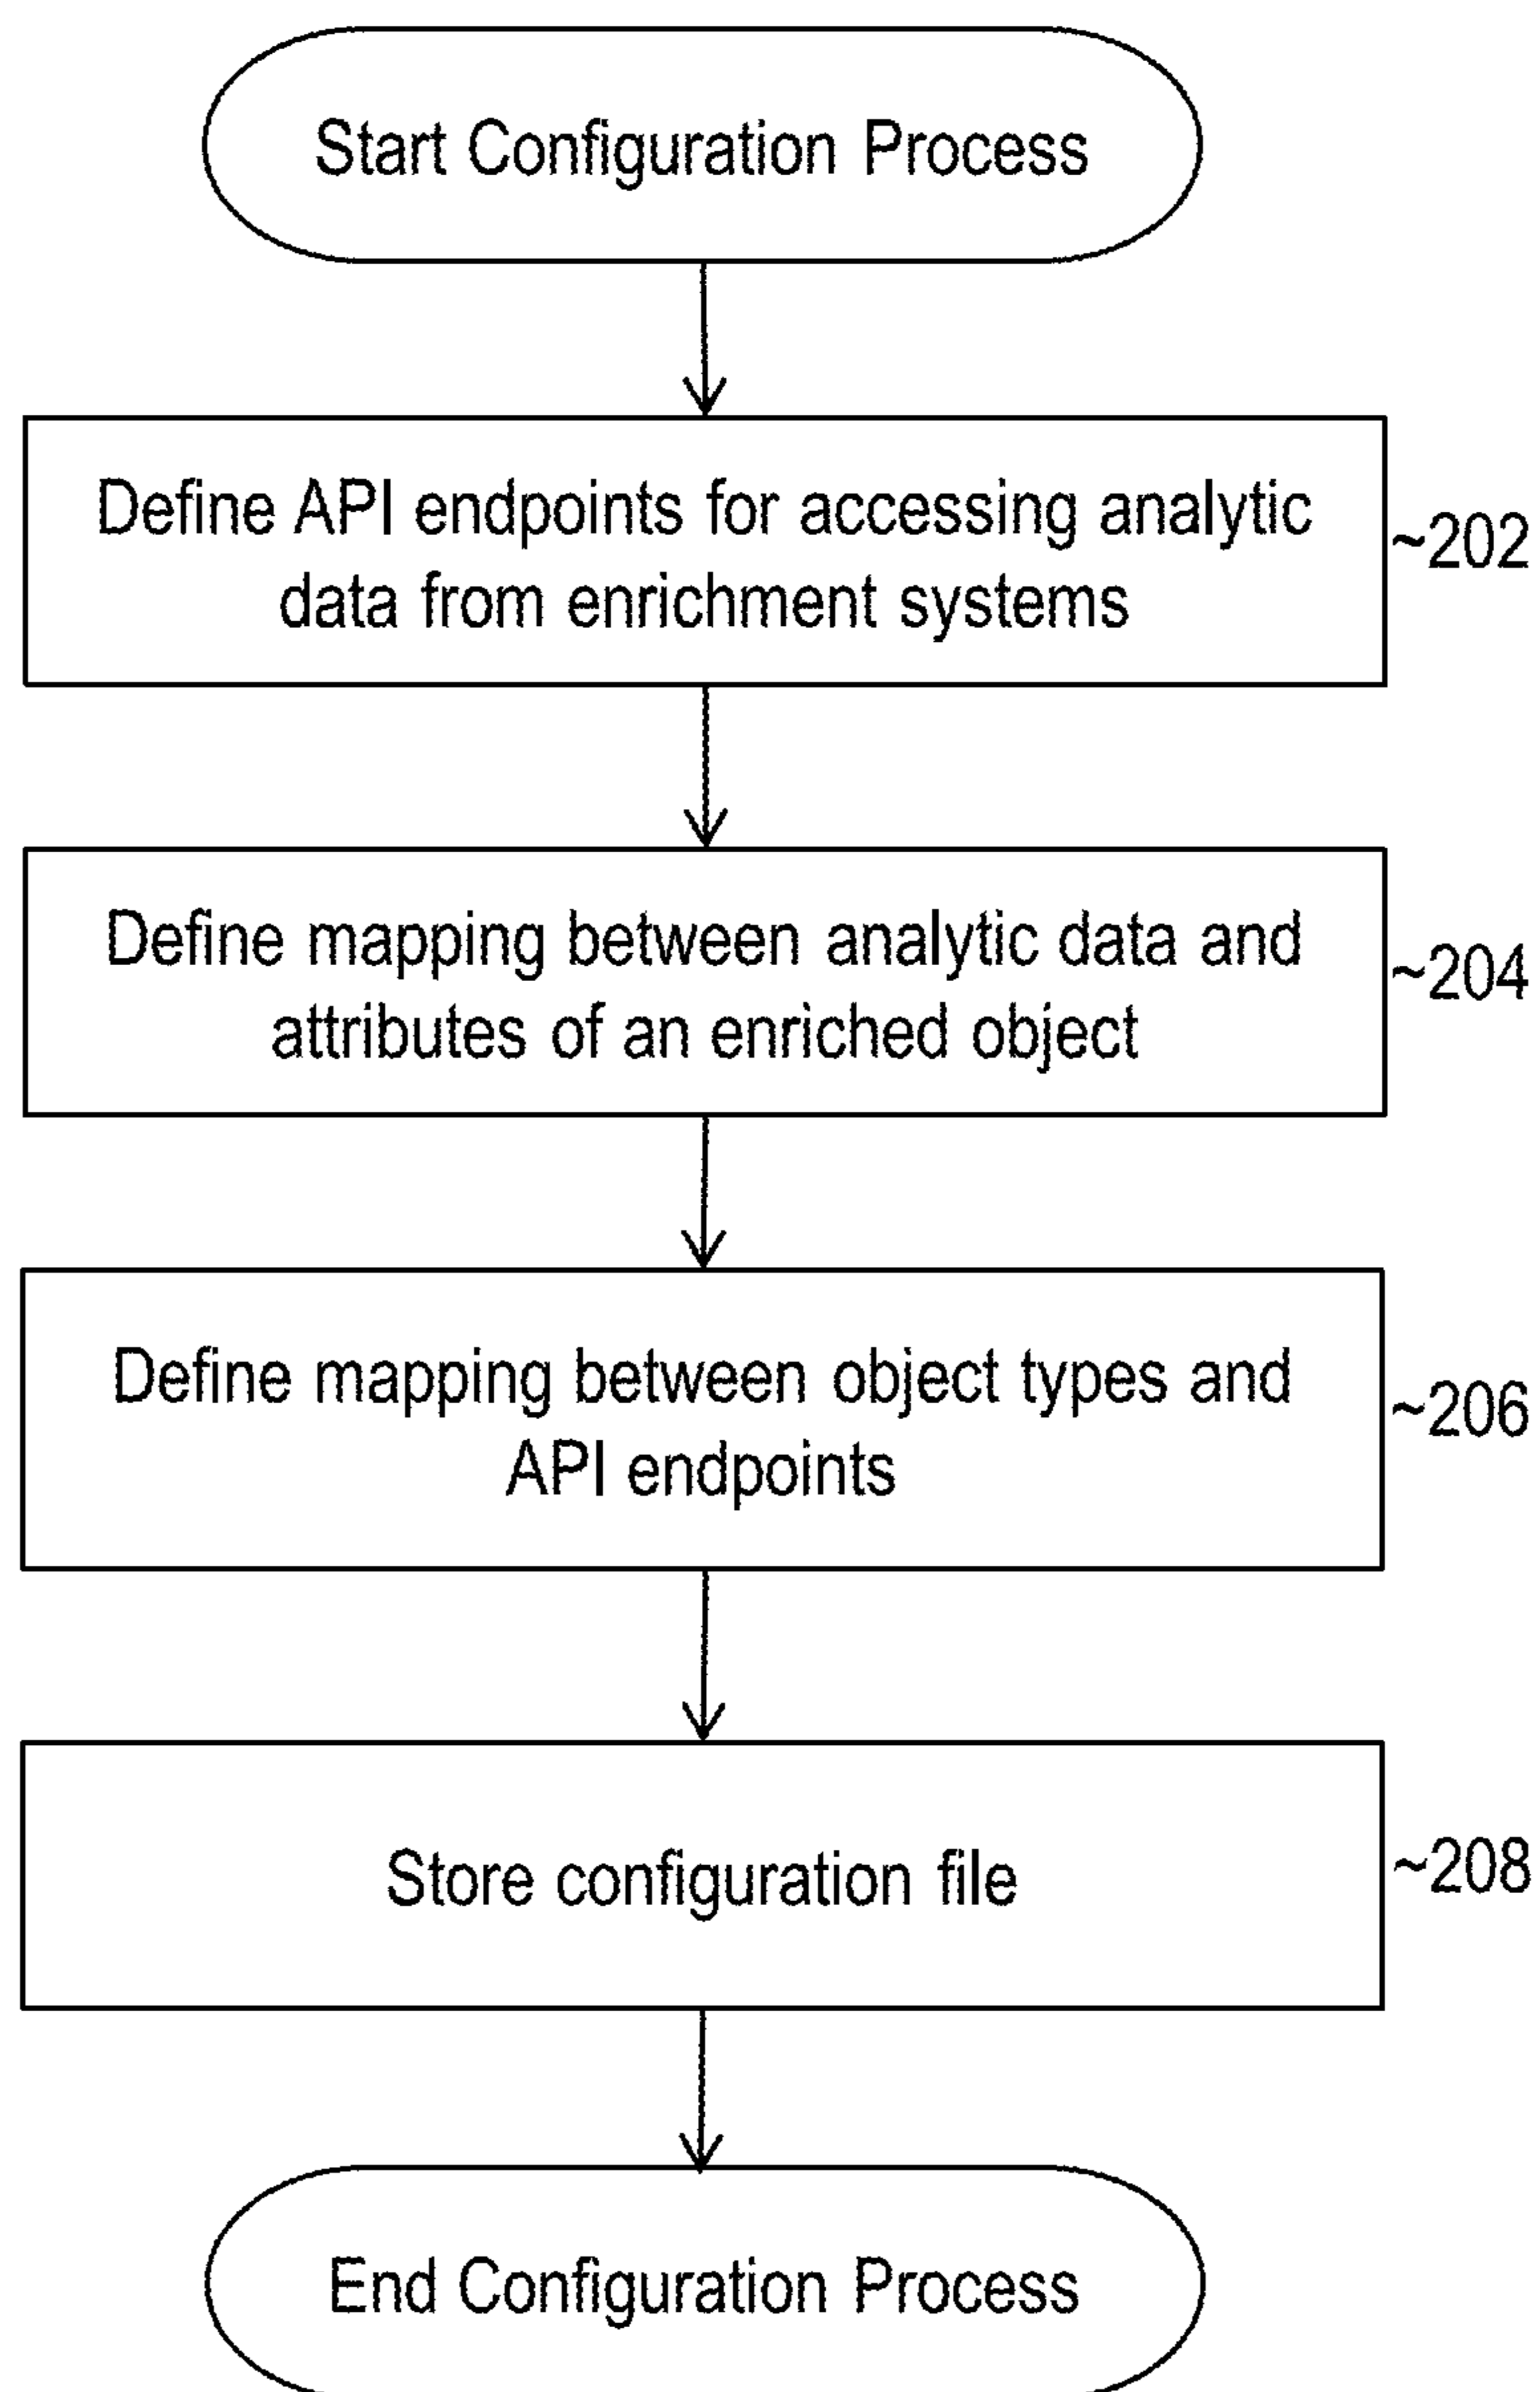 Start Configuration Process
Define API endpoints for accessing analytic
data from enrichment systems
~202
Define mapping between analytic data and
attributes of an enriched object
~204
Define mapping between object types and
API endpoints
~206
Store configuration file
~208
End Configuration Process